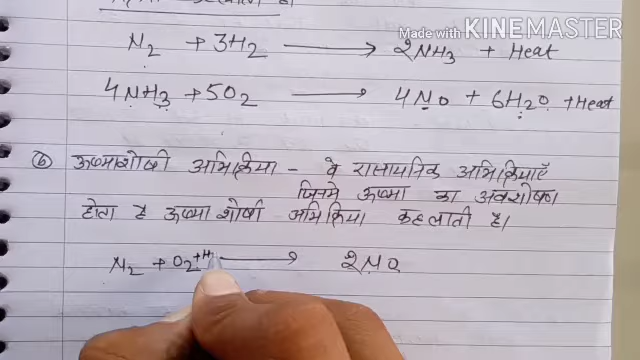 Made with KINEMASTER
N2 + 3H2 → 2NH3 + Heat
4NH3 + 5O2 → 4NO + 6H2O + Heat
(6) ऊष्माशोषी अभिक्रिया - वे रासायनिक अभिक्रियाएँ
जिनमे ऊष्मा का अवशोषण
होता है ऊष्मा शोषी अभिक्रिया कहलाती है।
N2 + O2 + H → 2NO